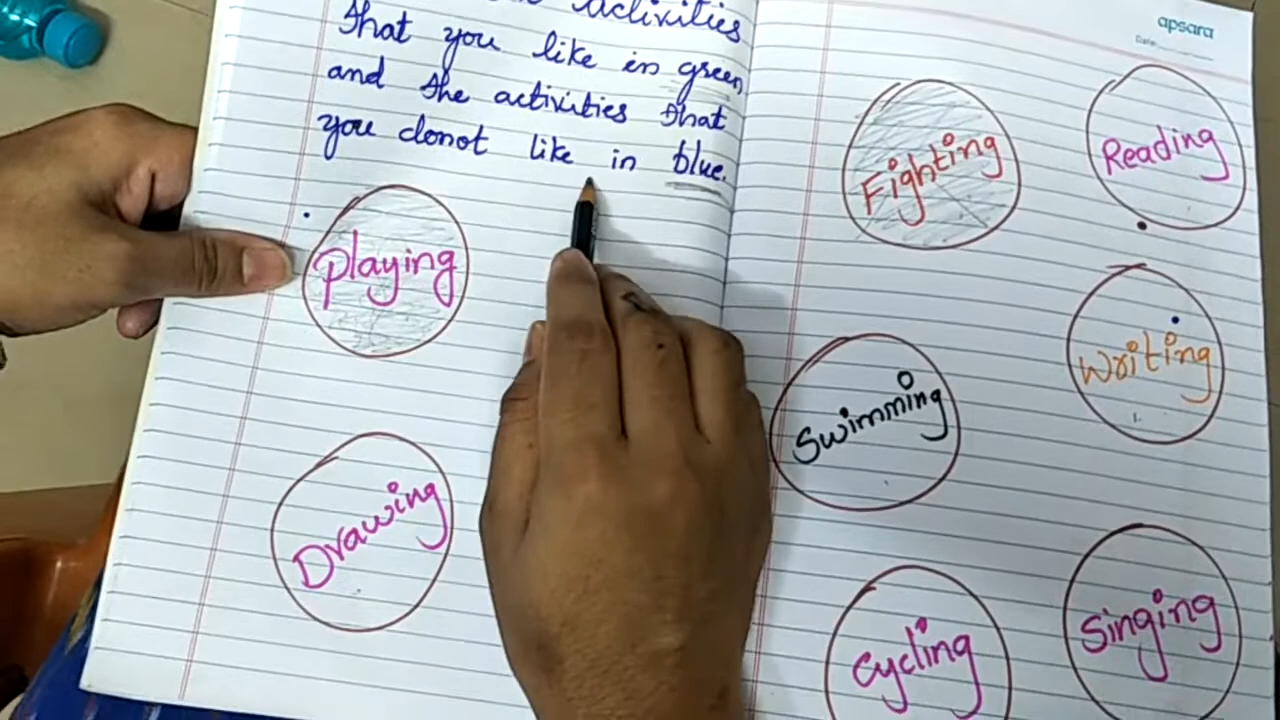 activities
that you like in green
and the activities that
you donot like in blue.
playing
Drawing
apsara
Date:
Fighting
Reading
Swimming
Writing
Cycling
Singing